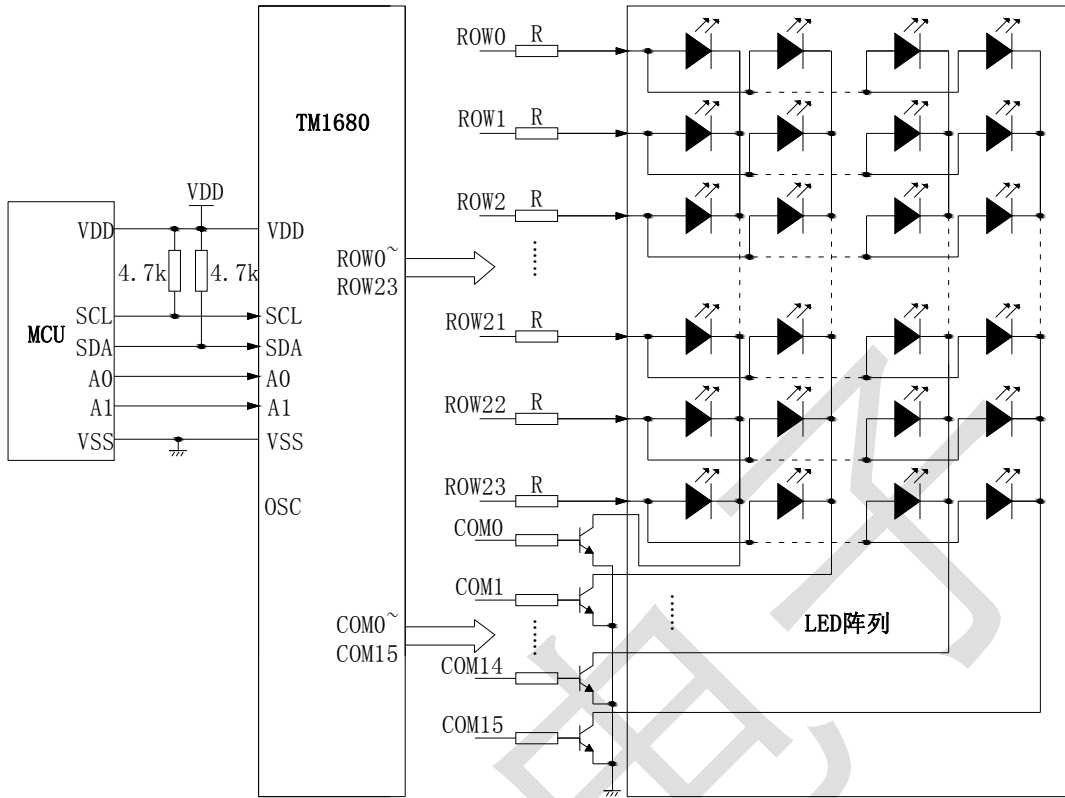 MCU
VDD
SCL
SDA
A0
A1
VSS
VDD
4.7k
4.7k
TM1680
VDD
SCL
SDA
A0
A1
VSS
OSC
ROW0~
ROW23
COM0~
COM15
ROW0 R
ROW1 R
ROW2 R
ROW21 R
ROW22 R
ROW23 R
COM0
COM1
COM14
COM15
LED阵列
电子